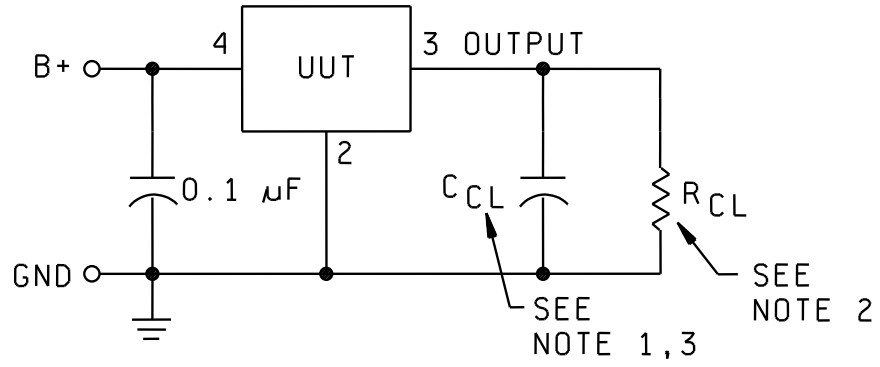 4
3 OUTPUT
B+
UUT
2
0.1 µF
C CL
R CL
GND
SEE
NOTE 1,3
SEE
NOTE 2